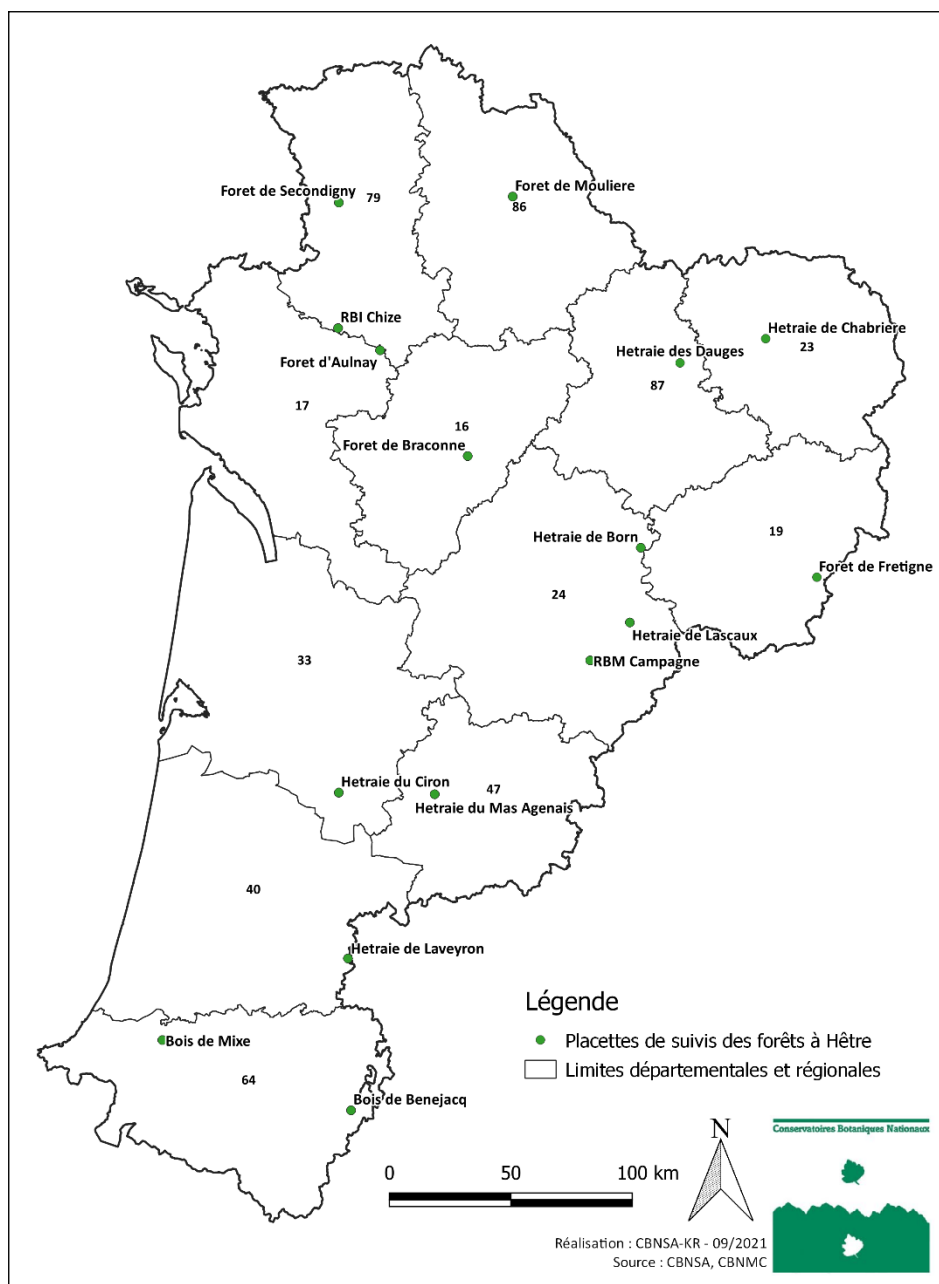 Foret de Secondigny
79
Foret de Mouliere
86
RBI Chize
Foret d'Aulnay
Hetraie de Chabriere
23
Hetraie des Dauges
87
17
16
Foret de Braconne
Hetraie de Born
19
Foret de Fretigne
24
Hetraie de Lascaux
RBM Campagne
33
Hetraie du Ciron
47
Hetraie du Mas Agenais
40
Hetraie de Laveyron
Légende
Placettes de suivis des forêts à Hêtre
Limites départementales et régionales
Bois de Mixe
64
Bois de Benejacq
Conservatoires Botaniques Nationaux
N
0 50 100 km
Réalisation : CBNSA-KR - 09/2021
Source : CBNSA, CBNMC